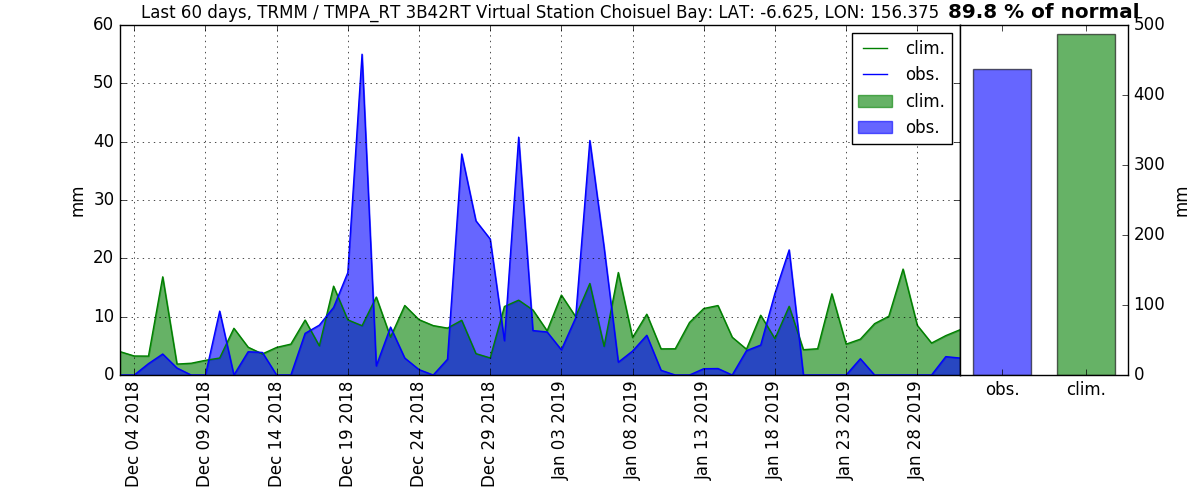 Last 60 days, TRMM / TMPA_RT 3B42RT Virtual Station Choisuel Bay: LAT: -6.625, LON: 156.375 89.8 % of normal
60
50
40
30
20
10
0
mm
clim.
obs.
clim.
obs.
500
400
300
200
100
0
mm
obs. clim.
Dec 04 2018
Dec 09 2018
Dec 14 2018
Dec 19 2018
Dec 24 2018
Dec 29 2018
Jan 03 2019
Jan 08 2019
Jan 13 2019
Jan 18 2019
Jan 23 2019
Jan 28 2019